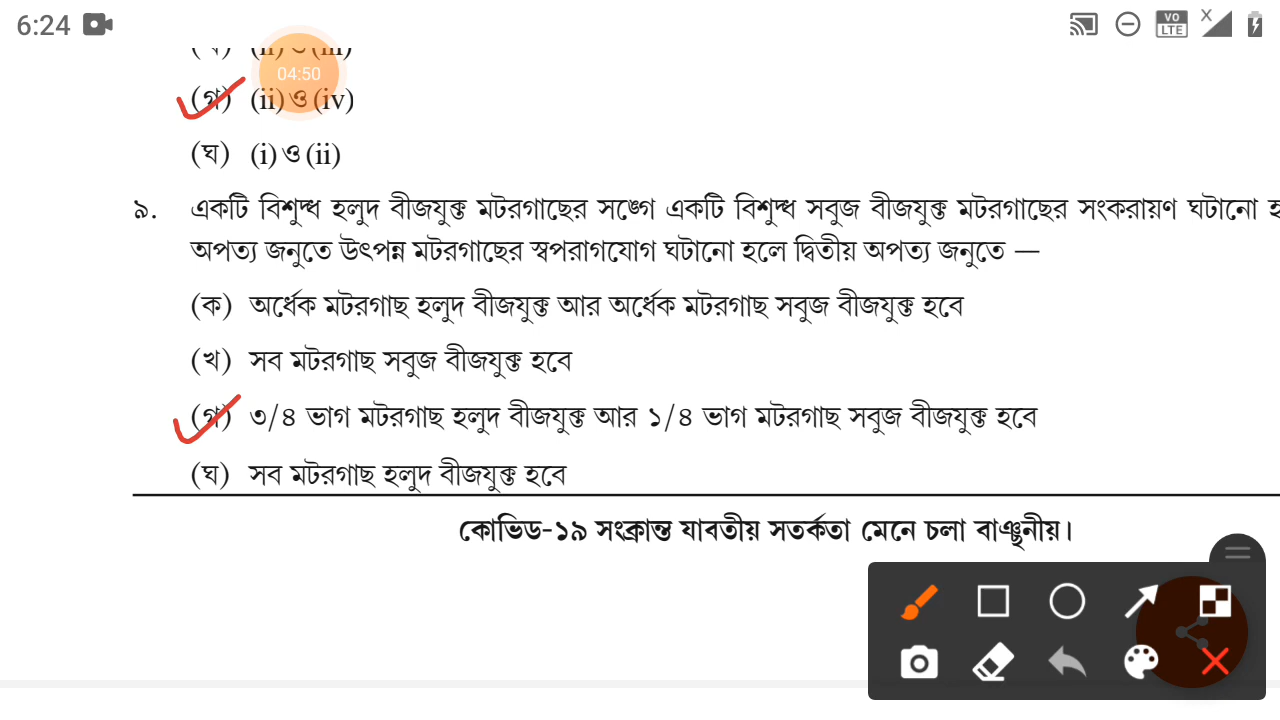 6:24
VO LTE
X
04:50
(গ) (ii) ও (iv)
(ঘ) (i) ও (ii)
৯. একটি বিশুদ্ধ হলুদ বীজযুক্ত মটরগাছের সঙ্গে একটি বিশুদ্ধ সবুজ বীজযুক্ত মটরগাছের সংকরায়ণ ঘটানো
অপত্য জনুতে উৎপন্ন মটরগাছের স্বপরাগযোগ ঘটানো হলে দ্বিতীয় অপত্য জনুতে —
(ক) অর্ধেক মটরগাছ হলুদ বীজযুক্ত আর অর্ধেক মটরগাছ সবুজ বীজযুক্ত হবে
(খ) সব মটরগাছ সবুজ বীজযুক্ত হবে
(গ) ৩/৪ ভাগ মটরগাছ হলুদ বীজযুক্ত আর ১/৪ ভাগ মটরগাছ সবুজ বীজযুক্ত হবে
(ঘ) সব মটরগাছ হলুদ বীজযুক্ত হবে
কোভিড-১৯ সংক্রান্ত যাবতীয় সতর্কতা মেনে চলা বাঞ্ছনীয়।